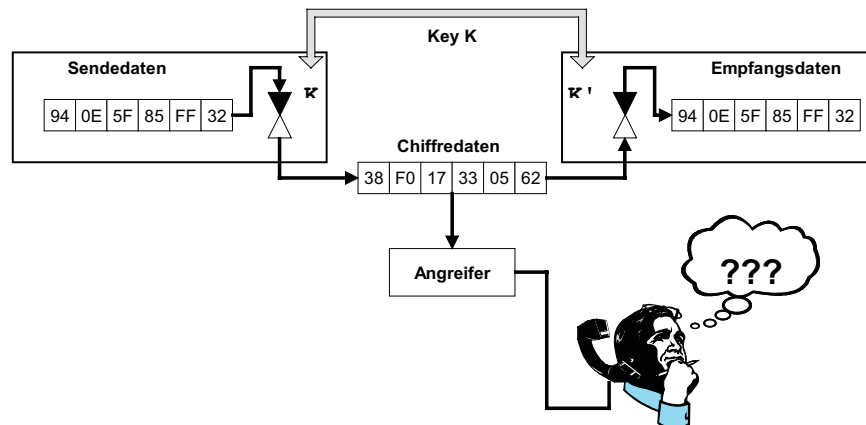 Key K
Sendedaten
Empfangsdaten
K
K'
94 0E 5F 85 FF 32
94 0E 5F 85 FF 32
Chiffredaten
38 F0 17 33 05 62
Angreifer
???